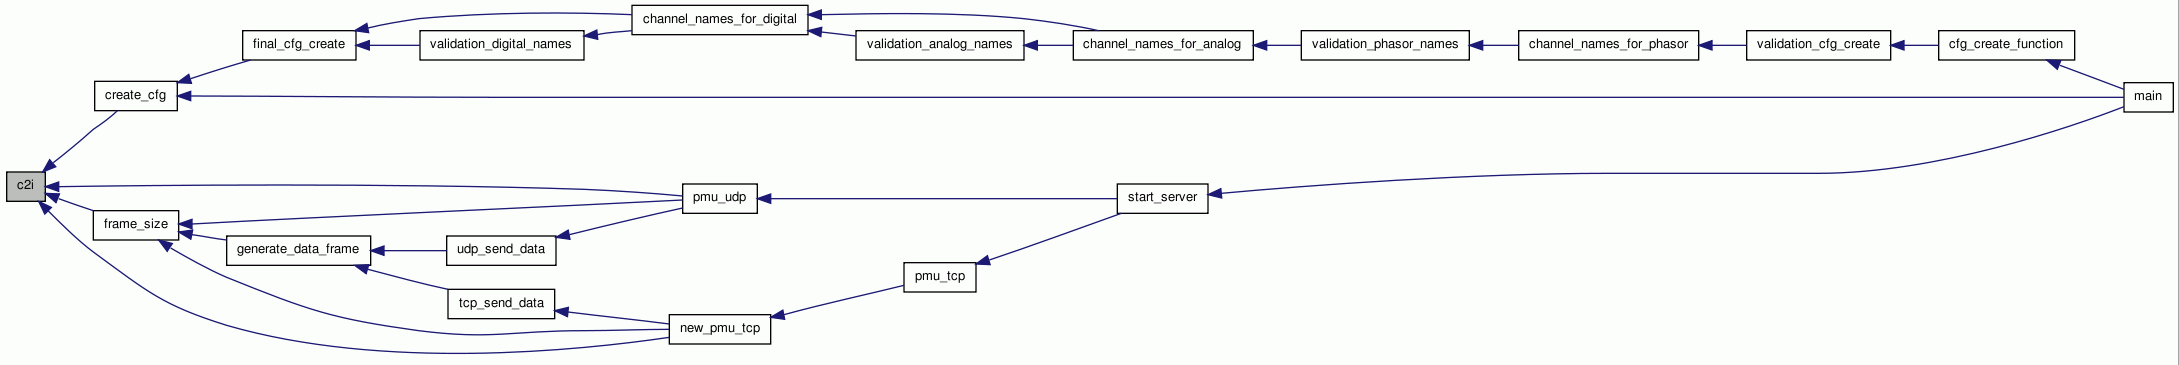 channel_names_for_digital
final_cfg_create
validation_digital_names
validation_analog_names
channel_names_for_analog
validation_phasor_names
channel_names_for_phasor
validation_cfg_create
cfg_create_function
create_cfg
main
c2i
pmu_udp
start_server
frame_size
generate_data_frame
udp_send_data
pmu_tcp
tcp_send_data
new_pmu_tcp